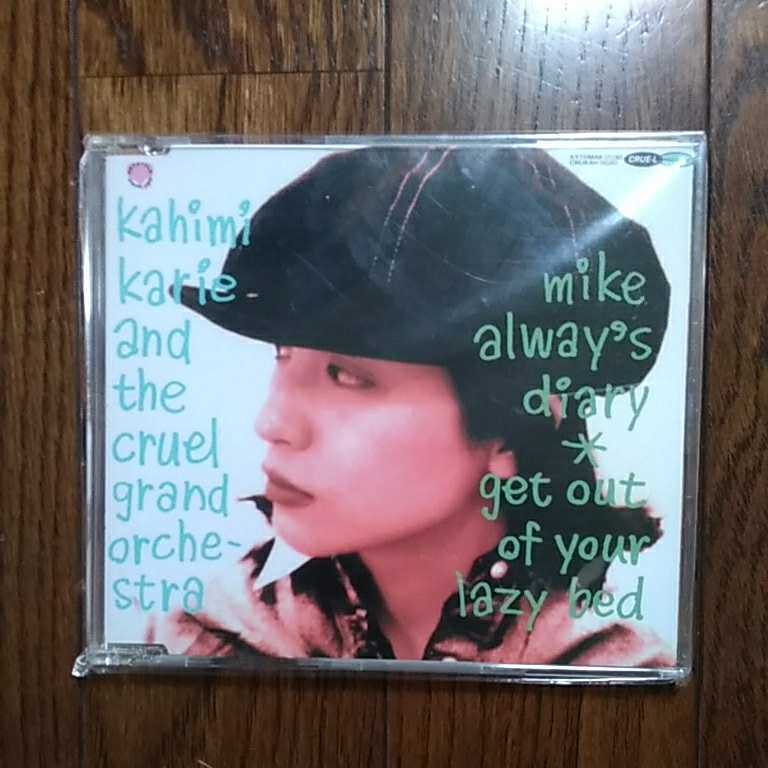 kahimi
karie
and
the
cruel
grand
orche-
stra
CRUE-L
mike
alway's
diary
*
get out
of your
lazy bed